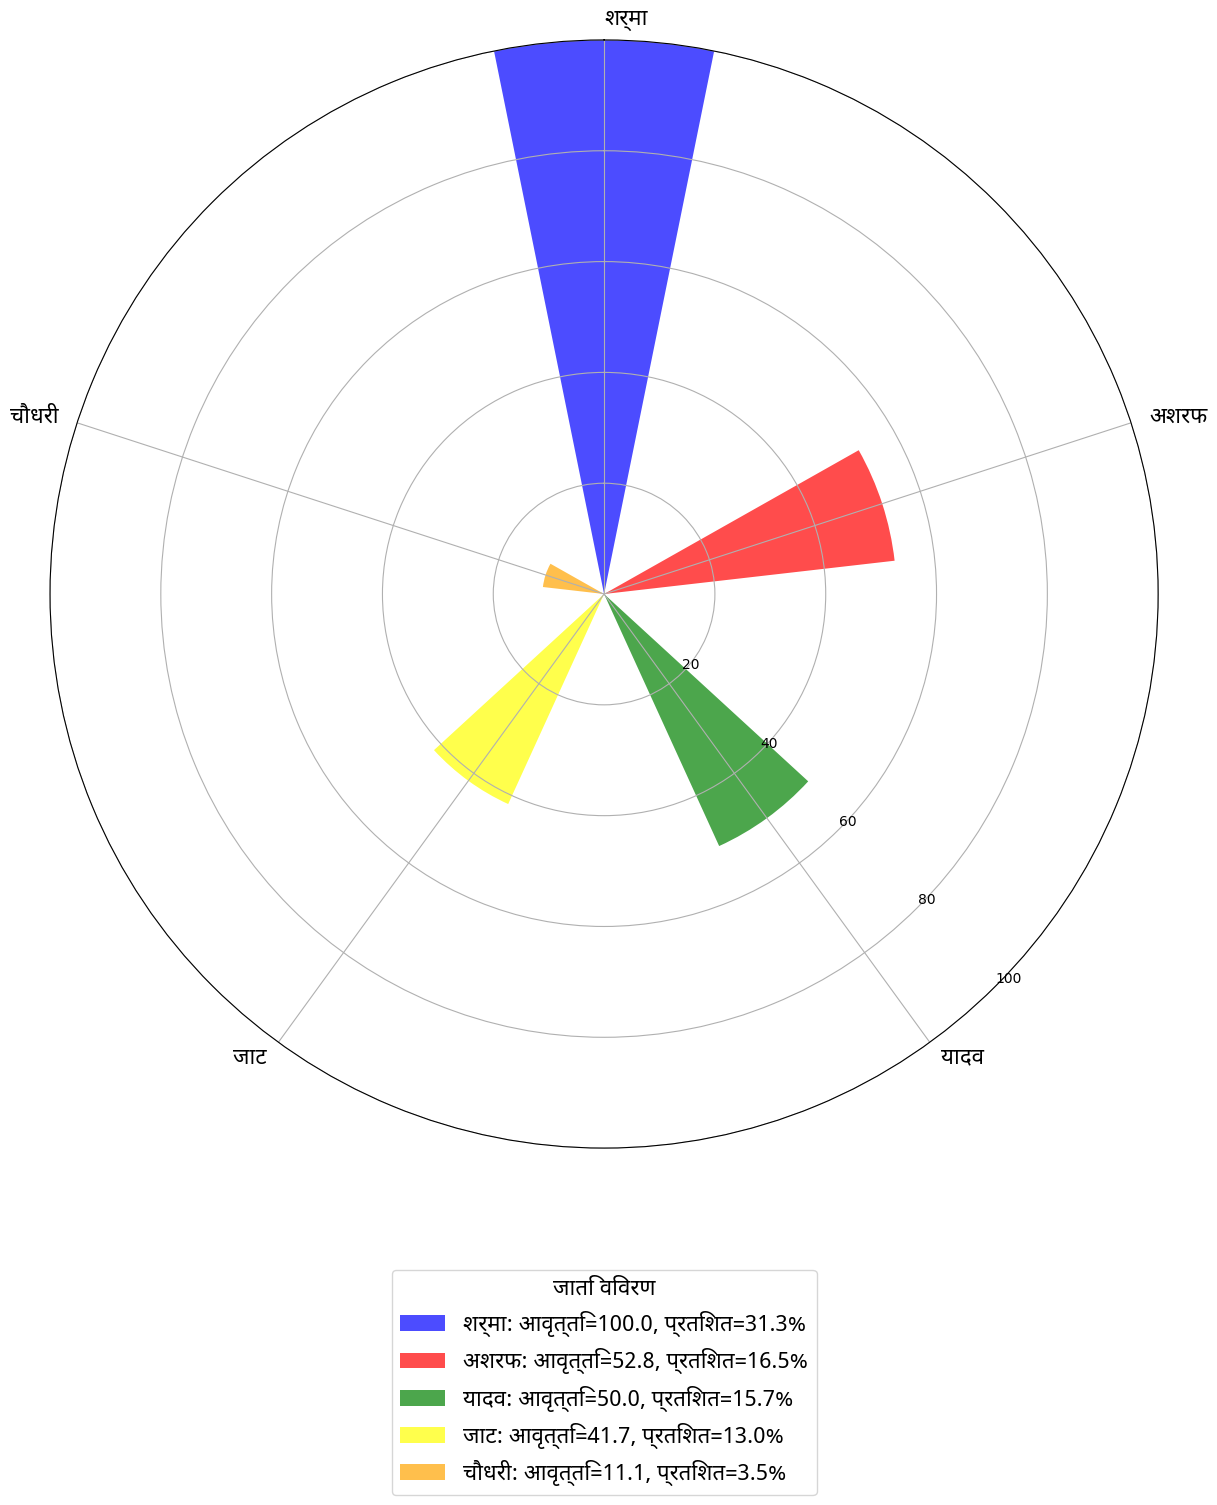 शर्मा
चौधरी
अशरफ
20
40
60
80
100
जाट
यादव
जाति विवरण
शर्मा: आवृत्ति=100.0, प्रतिशत=31.3%
अशरफ: आवृत्ति=52.8, प्रतिशत=16.5%
यादव: आवृत्ति=50.0, प्रतिशत=15.7%
जाट: आवृत्ति=41.7, प्रतिशत=13.0%
चौधरी: आवृत्ति=11.1, प्रतिशत=3.5%